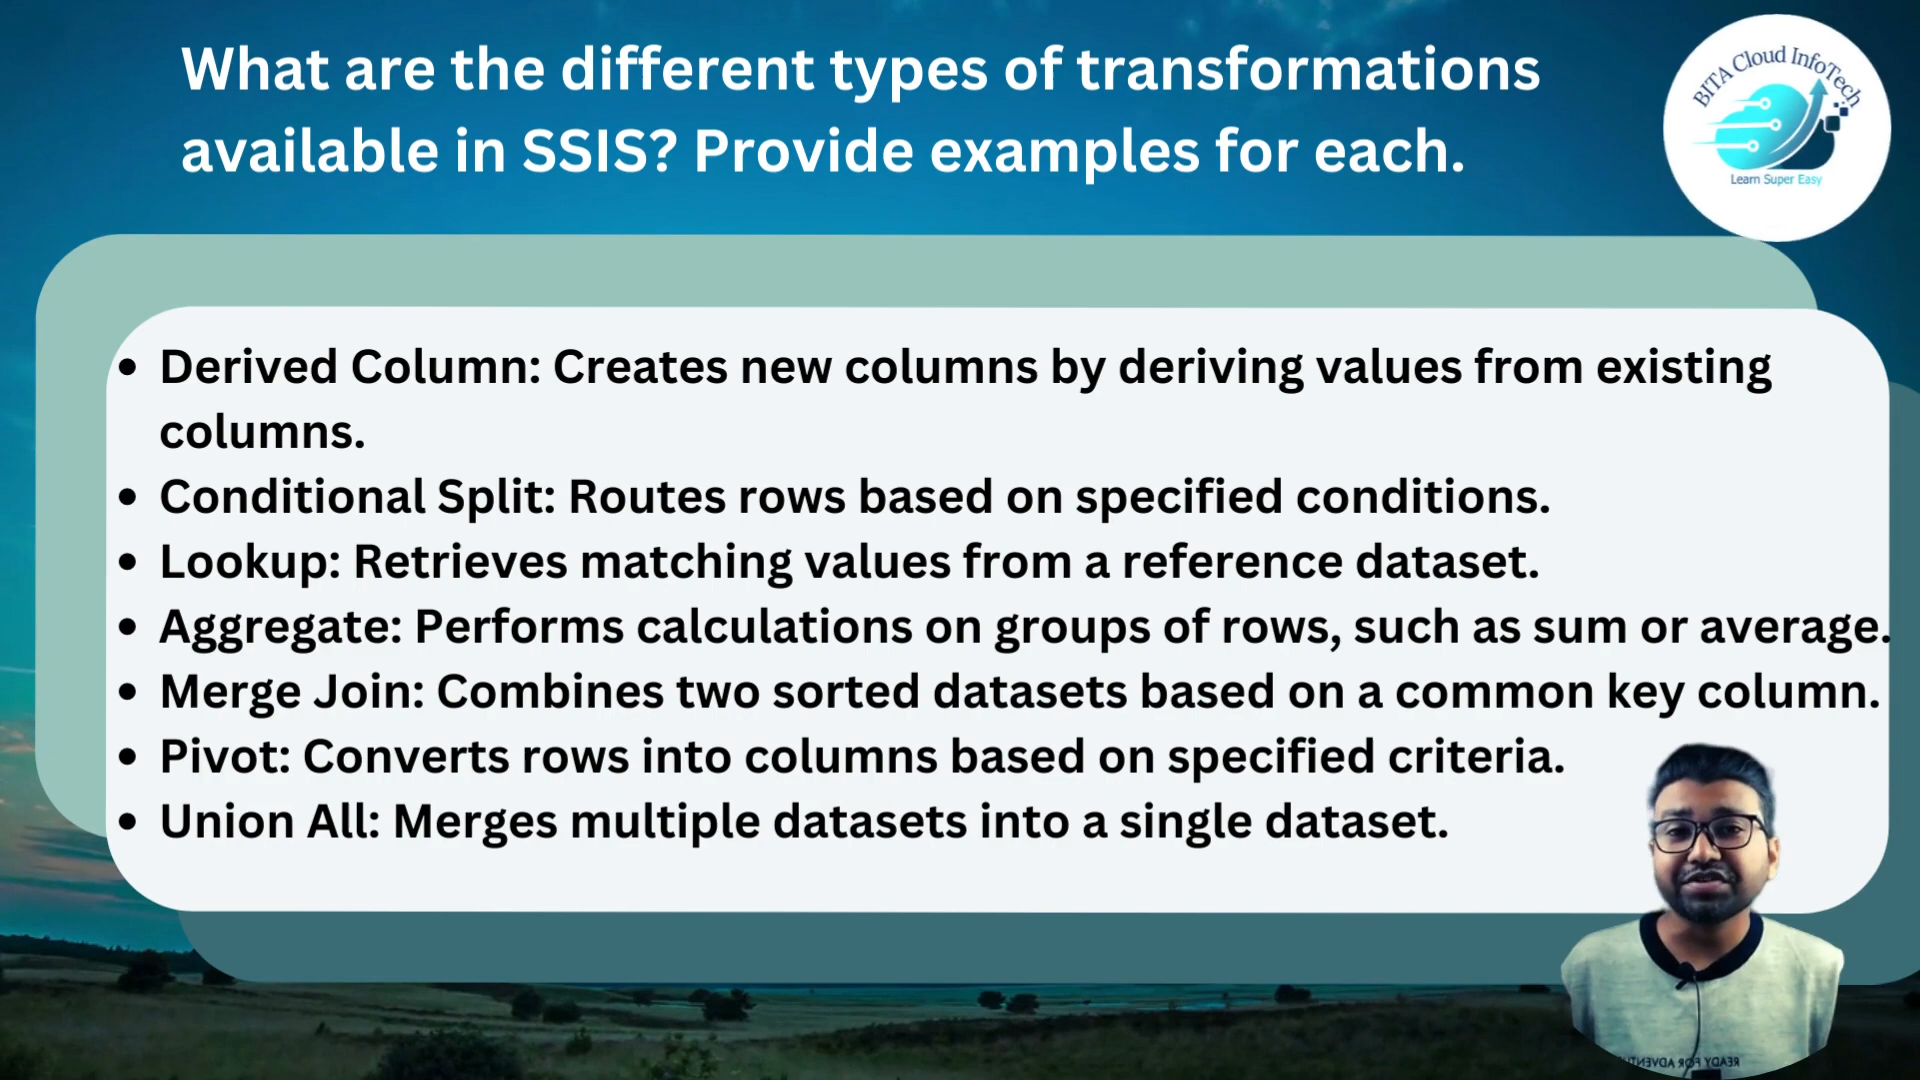 What are the different types of transformations
available in SSIS? Provide examples for each.
BITA Cloud InfoTech
Learn Super Easy
• Derived Column: Creates new columns by deriving values from existing
columns.
• Conditional Split: Routes rows based on specified conditions.
• Lookup: Retrieves matching values from a reference dataset.
• Aggregate: Performs calculations on groups of rows, such as sum or average.
• Merge Join: Combines two sorted datasets based on a common key column.
• Pivot: Converts rows into columns based on specified criteria.
• Union All: Merges multiple datasets into a single dataset.
READY FOR